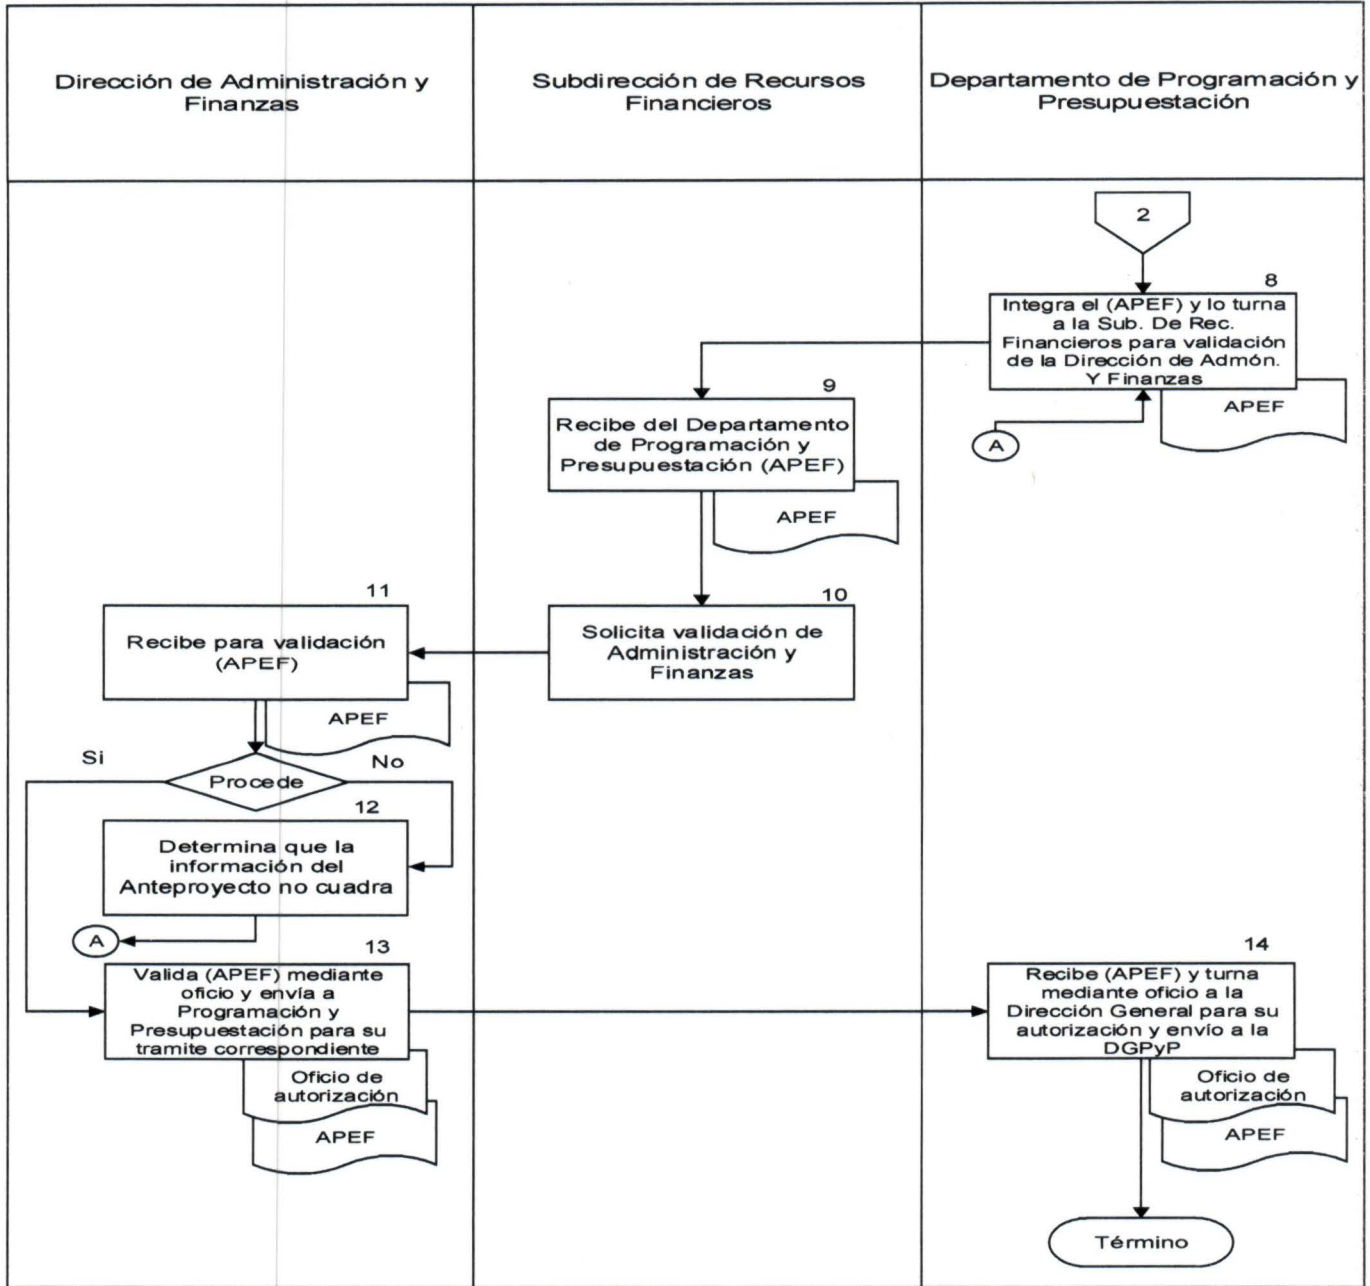 Dirección de Administración y
Finanzas
Subdirección de Recursos
Financieros
Departamento de Programación y
Presupuestación
2
8
Integra el (APEF) y lo turna
a la Sub. De Rec.
Financieros para validación
de la Dirección de Admón.
Y Finanzas
APEF
A
9
Recibe del Departamento
de Programación y
Presupuestación (APEF)
APEF
10
Solicita validación de
Administración y
Finanzas
11
Recibe para validación
(APEF)
APEF
Si
Procede
No
12
Determina que la
información del
Anteproyecto no cuadra
A
13
Valida (APEF) mediante
oficio y envía a
Programación y
Presupuestación para su
tramite correspondiente
Oficio de
autorización
APEF
14
Recibe (APEF) y turna
mediante oficio a la
Dirección General para su
autorización y envío a la
DGPyP
Oficio de
autorización
APEF
Término